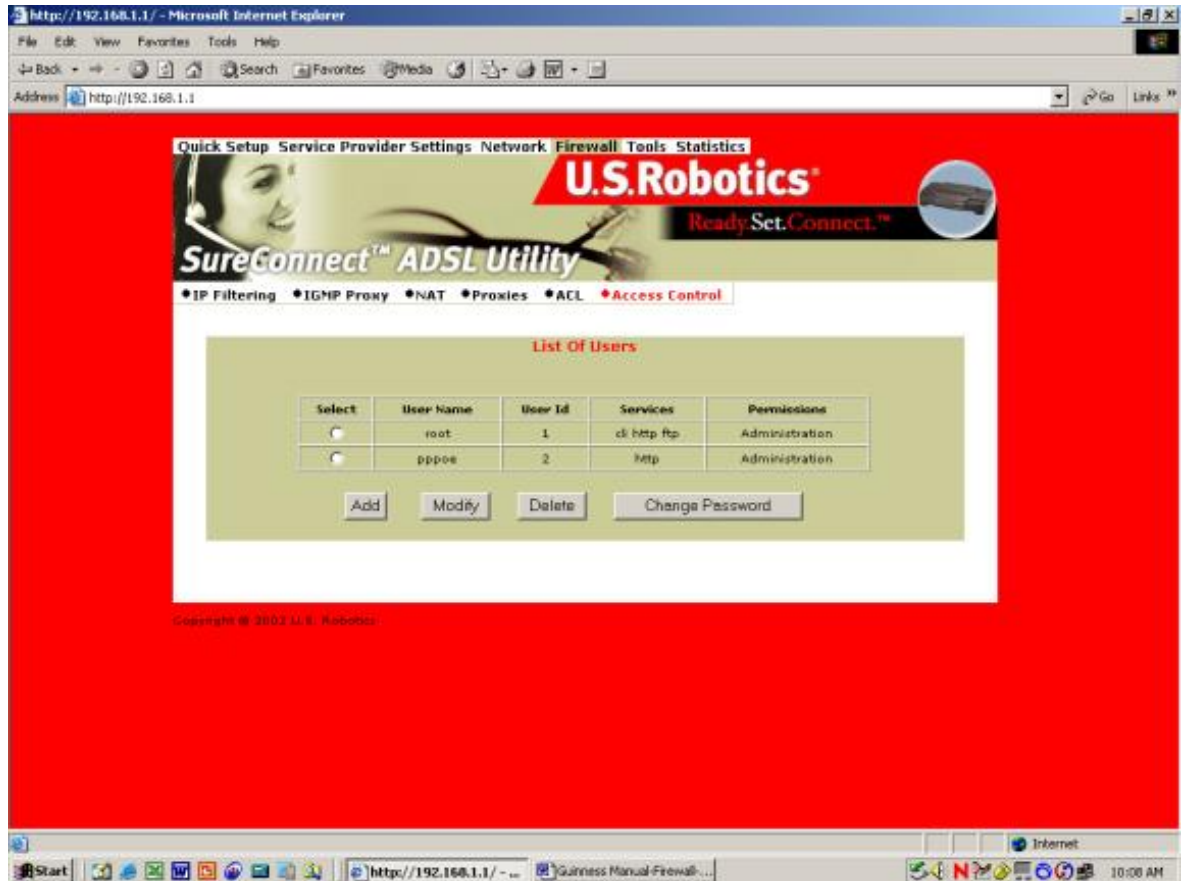 http://192.168.1.1/ - Microsoft Internet Explorer
File Edit View Favorites Tools Help
Back Search Favorites Media
Address http://192.168.1.1 Go Links »
Quick Setup Service Provider Settings Network Firewall Tools Statistics
U.S.Robotics®
Ready.Set.Connect.™
SureConnect™ ADSL Utility
IP Filtering IGMP Proxy NAT Proxies ACL Access Control
List Of Users
Select User Name User Id Services Permissions
root 1 cli http ftp Administration
pppoe 2 http Administration
Add Modify Delete Change Password
Copyright © 2002 U.S. Robotics
Internet
Start http://192.168.1.1/ - ... Guinness Manual-Firewall-... 10:08 AM